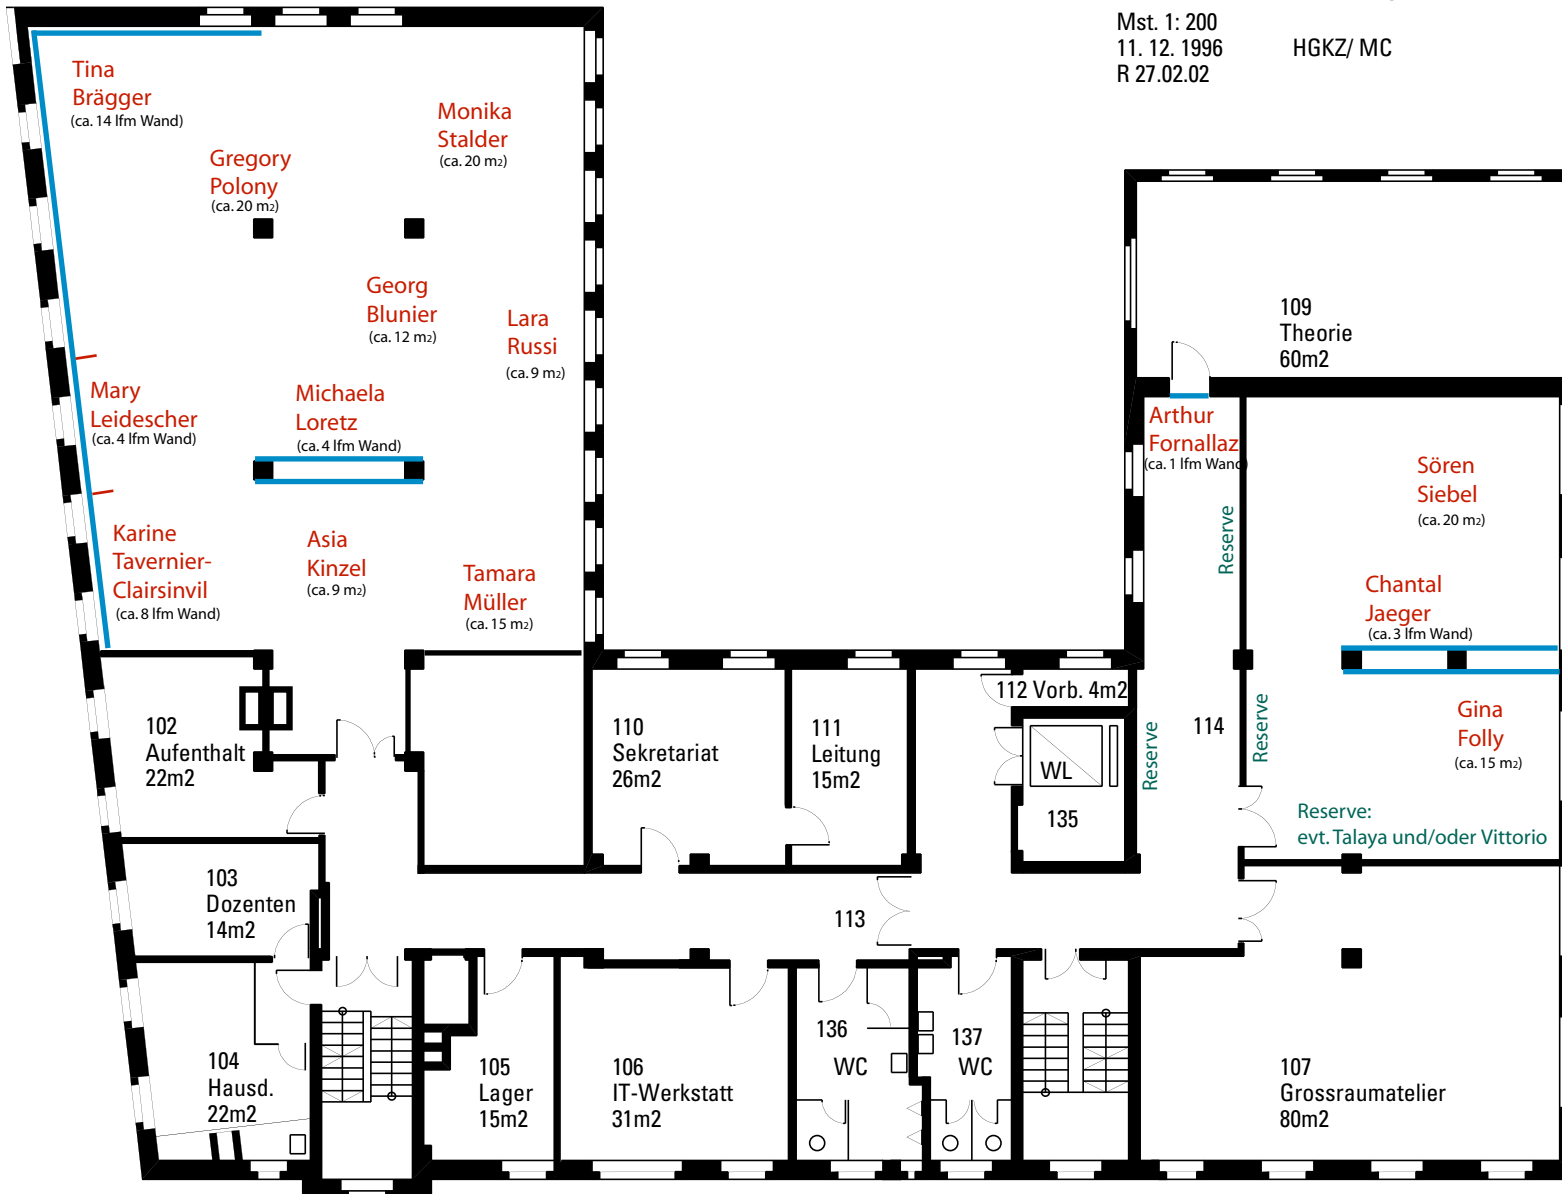 Mst. 1: 200
11. 12. 1996 HGKZ/ MC
R 27.02.02
Tina
Brägger
(ca. 14 lfm Wand)
Monika
Stalder
(ca. 20 m2)
Gregory
Polony
(ca. 20 m2)
Georg
Blunier
(ca. 12 m2)
Lara
Russi
(ca. 9 m2)
Mary
Leidescher
(ca. 4 lfm Wand)
Michaela
Loretz
(ca. 4 lfm Wand)
Karine
Tavernier-
Clairsinvil
(ca. 8 lfm Wand)
Asia
Kinzel
(ca. 9 m2)
Tamara
Müller
(ca. 15 m2)
109
Theorie
60m2
Arthur
Fornallaz
(ca. 1 lfm Wand)
Sören
Siebel
(ca. 20 m2)
Reserve
Chantal
Jaeger
(ca. 3 lfm Wand)
Gina
Folly
(ca. 15 m2)
Reserve
Reserve
114
Reserve:
evt. Talaya und/oder Vittorio
102
Aufenthalt
22m2
110
Sekretariat
26m2
111
Leitung
15m2
112 Vorb. 4m2
WL
135
103
Dozenten
14m2
113
104
Hausd.
22m2
105
Lager
15m2
106
IT-Werkstatt
31m2
136
WC
137
WC
107
Grossraumatelier
80m2